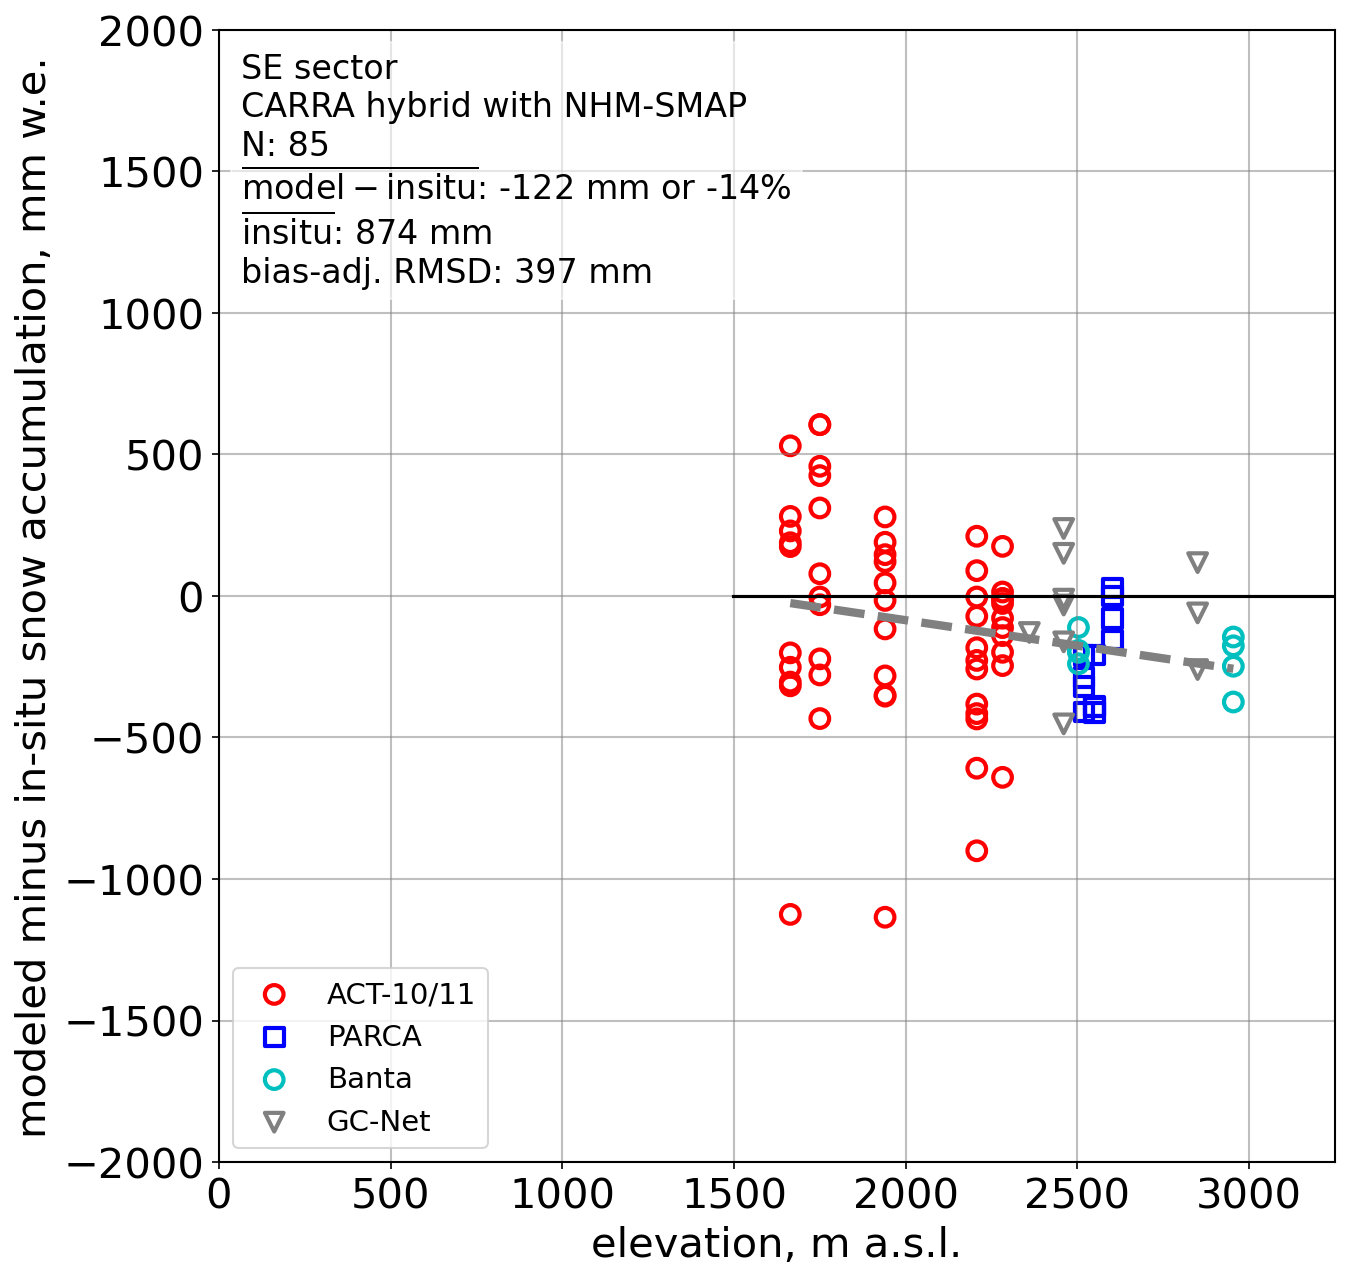 modeled minus in-situ snow accumulation, mm w.e.
2000
1500
1000
500
0
−500
−1000
−1500
−2000
SE sector
CARRA hybrid with NHM-SMAP
N: 85
model − insitu: -122 mm or -14%
insitu: 874 mm
bias-adj. RMSD: 397 mm
ACT-10/11
PARCA
Banta
GC-Net
0 500 1000 1500 2000 2500 3000
elevation, m a.s.l.